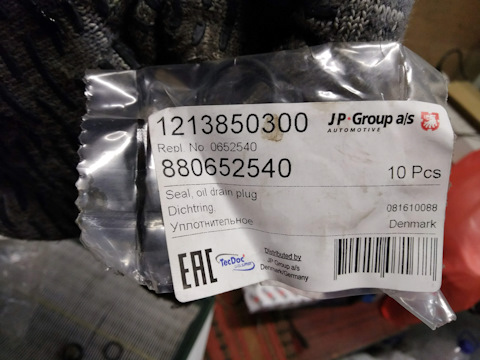 1213850300
JP Group a/s
AUTOMOTIVE
Repl. No 0652540
880652540
10 Pcs
Seal, oil drain plug
Dichtring,
Уплотнительное
081610088
Denmark
EAC
TecDoc
Distributed by
JP Group a/s
Denmark/Germany